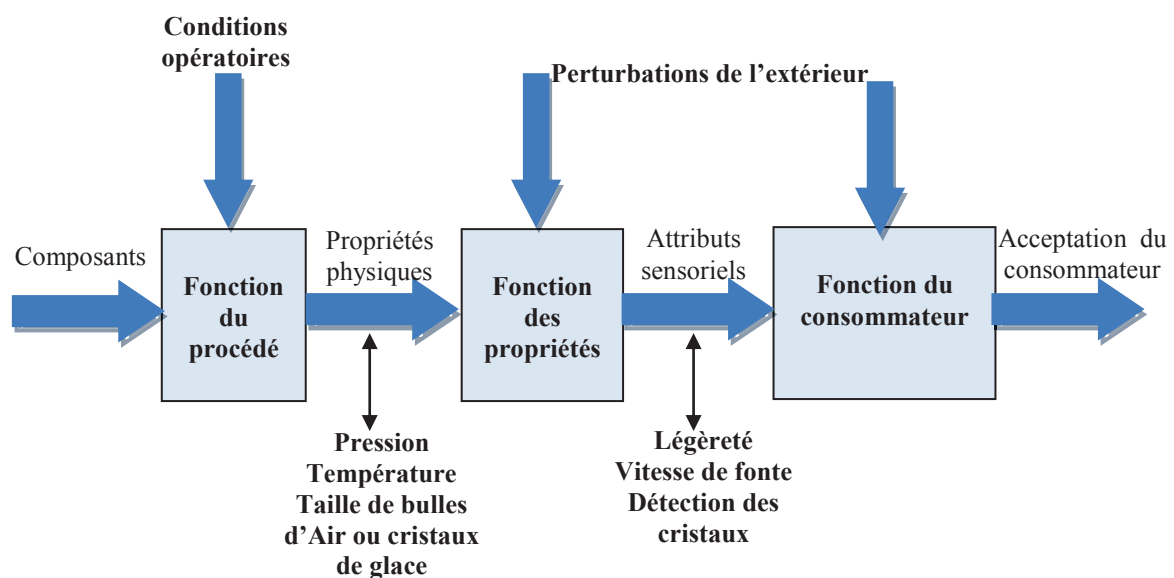 Conditions
opératoires
Perturbations de l’extérieur
Composants
Fonction
du
procédé
Propriétés
physiques
Fonction
des
propriétés
Attributs
sensoriels
Fonction du
consommateur
Acceptation du
consommateur
Pression
Température
Taille de bulles
d’Air ou cristaux
de glace
Légèreté
Vitesse de fonte
Détection des
cristaux